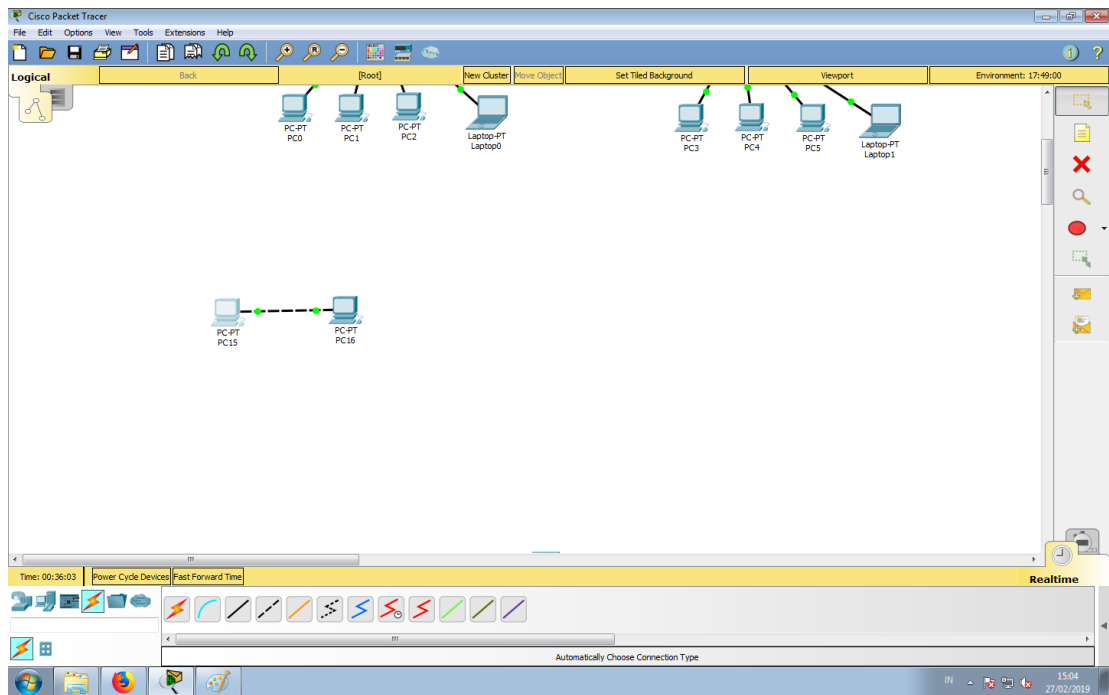 Cisco Packet Tracer
File Edit Options View Tools Extensions Help
Logical
Back
[Root]
New Cluster
Move Object
Set Tiled Background
Viewport
Environment: 17:49:00
PC-PT
PC0
PC-PT
PC1
PC-PT
PC2
Laptop-PT
Laptop0
PC-PT
PC3
PC-PT
PC4
PC-PT
PC5
Laptop-PT
Laptop1
PC-PT
PC15
PC-PT
PC16
Time: 00:36:03
Power Cycle Devices
Fast Forward Time
Realtime
Automatically Choose Connection Type
IN
15:04
27/02/2019